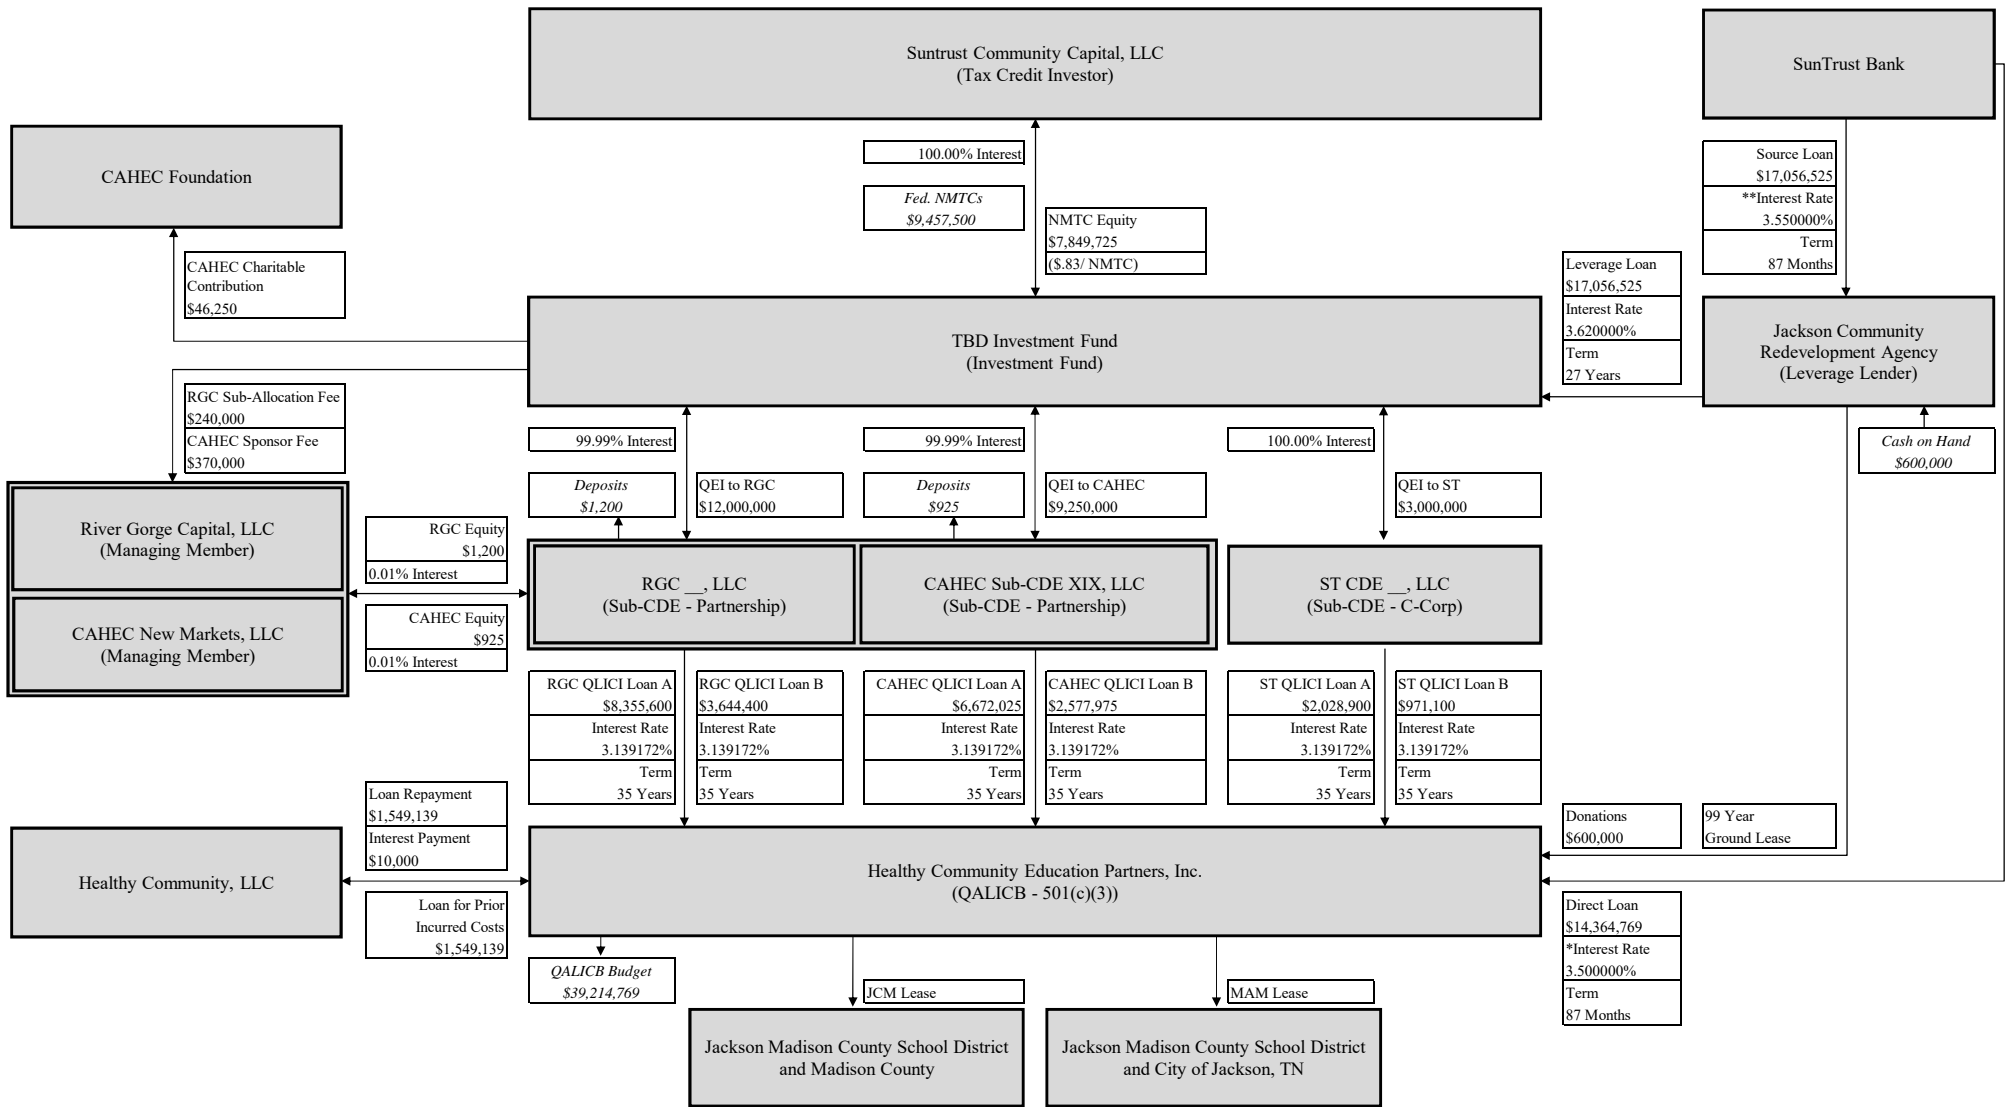 Suntrust Community Capital, LLC
(Tax Credit Investor)
SunTrust Bank
CAHEC Foundation
100.00% Interest
Fed. NMTCs
$9,457,500
NMTC Equity
$7,849,725
($.83/ NMTC)
Source Loan
$17,056,525
**Interest Rate
3.550000%
Term
87 Months
CAHEC Charitable
Contribution
$46,250
Leverage Loan
$17,056,525
Interest Rate
3.620000%
Term
27 Years
TBD Investment Fund
(Investment Fund)
Jackson Community
Redevelopment Agency
(Leverage Lender)
RGC Sub-Allocation Fee
$240,000
CAHEC Sponsor Fee
$370,000
99.99% Interest
99.99% Interest
100.00% Interest
Cash on Hand
$600,000
Deposits
$1,200
QEI to RGC
$12,000,000
Deposits
$925
QEI to CAHEC
$9,250,000
QEI to ST
$3,000,000
River Gorge Capital, LLC
(Managing Member)
CAHEC New Markets, LLC
(Managing Member)
RGC Equity
$1,200
0.01% Interest
CAHEC Equity
$925
0.01% Interest
RGC __, LLC
(Sub-CDE - Partnership)
CAHEC Sub-CDE XIX, LLC
(Sub-CDE - Partnership)
ST CDE __, LLC
(Sub-CDE - C-Corp)
RGC QLICI Loan A
$8,355,600
Interest Rate
3.139172%
Term
35 Years
RGC QLICI Loan B
$3,644,400
Interest Rate
3.139172%
Term
35 Years
CAHEC QLICI Loan A
$6,672,025
Interest Rate
3.139172%
Term
35 Years
CAHEC QLICI Loan B
$2,577,975
Interest Rate
3.139172%
Term
35 Years
ST QLICI Loan A
$2,028,900
Interest Rate
3.139172%
Term
35 Years
ST QLICI Loan B
$971,100
Interest Rate
3.139172%
Term
35 Years
Loan Repayment
$1,549,139
Interest Payment
$10,000
Donations
$600,000
99 Year
Ground Lease
Healthy Community, LLC
Healthy Community Education Partners, Inc.
(QALICB - 501(c)(3))
Loan for Prior
Incurred Costs
$1,549,139
Direct Loan
$14,364,769
*Interest Rate
3.500000%
Term
87 Months
QALICB Budget
$39,214,769
JCM Lease
MAM Lease
Jackson Madison County School District
and Madison County
Jackson Madison County School District
and City of Jackson, TN